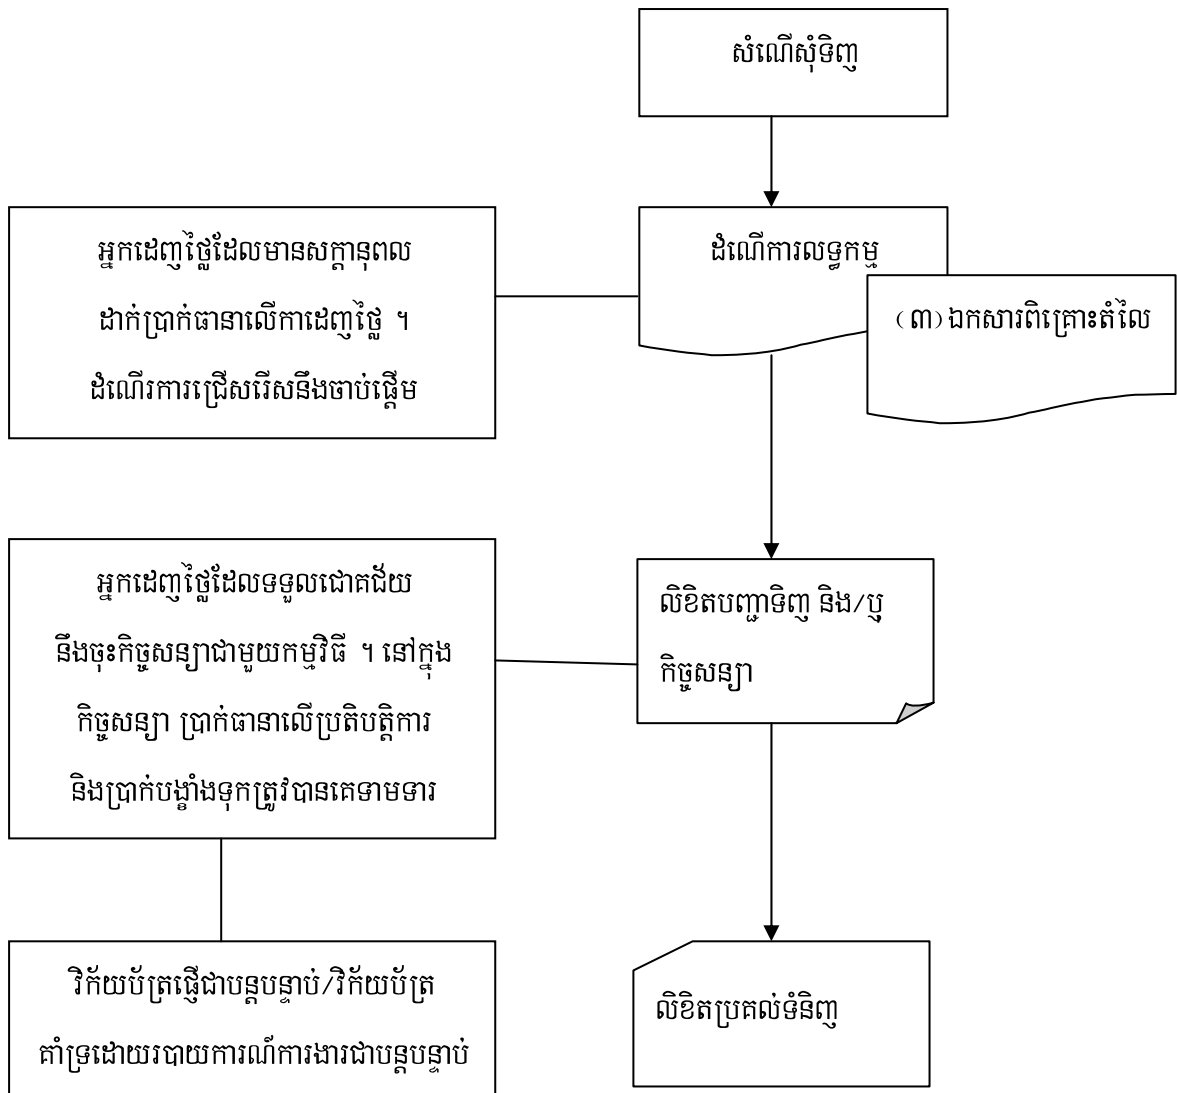 សំណើសុំទិញ
អ្នកដេញថ្លៃដែលមានសក្តានុពល
ដាក់ប្រាក់ធានាលើកាដេញថ្លៃ ។
ដំណើរការជ្រើសរើសនឹងចាប់ផ្តើម
ដំណើការលទ្ធកម្ម
(៣)ឯកសារពិគ្រោះតំលៃ
អ្នកដេញថ្លៃដែលទទួលជោគជ័យ
នឹងចុះកិច្ចសន្យាជាមួយកម្មវិធី ។ នៅក្នុង
កិច្ចសន្យា ប្រាក់ធានាលើប្រតិបត្តិការ
និងប្រាក់បង្ខាំងទុកត្រូវបានគេទាមទារ
លិខិតបញ្ជាទិញ និង/ឬ
កិច្ចសន្យា
វិក័យប័ត្រផ្ញើជាបន្តបន្ទាប់/វិក័យប័ត្រ
គាំទ្រដោយរបាយការណ៍ការងារជាបន្តបន្ទាប់
លិខិតប្រគល់ទំនិញ